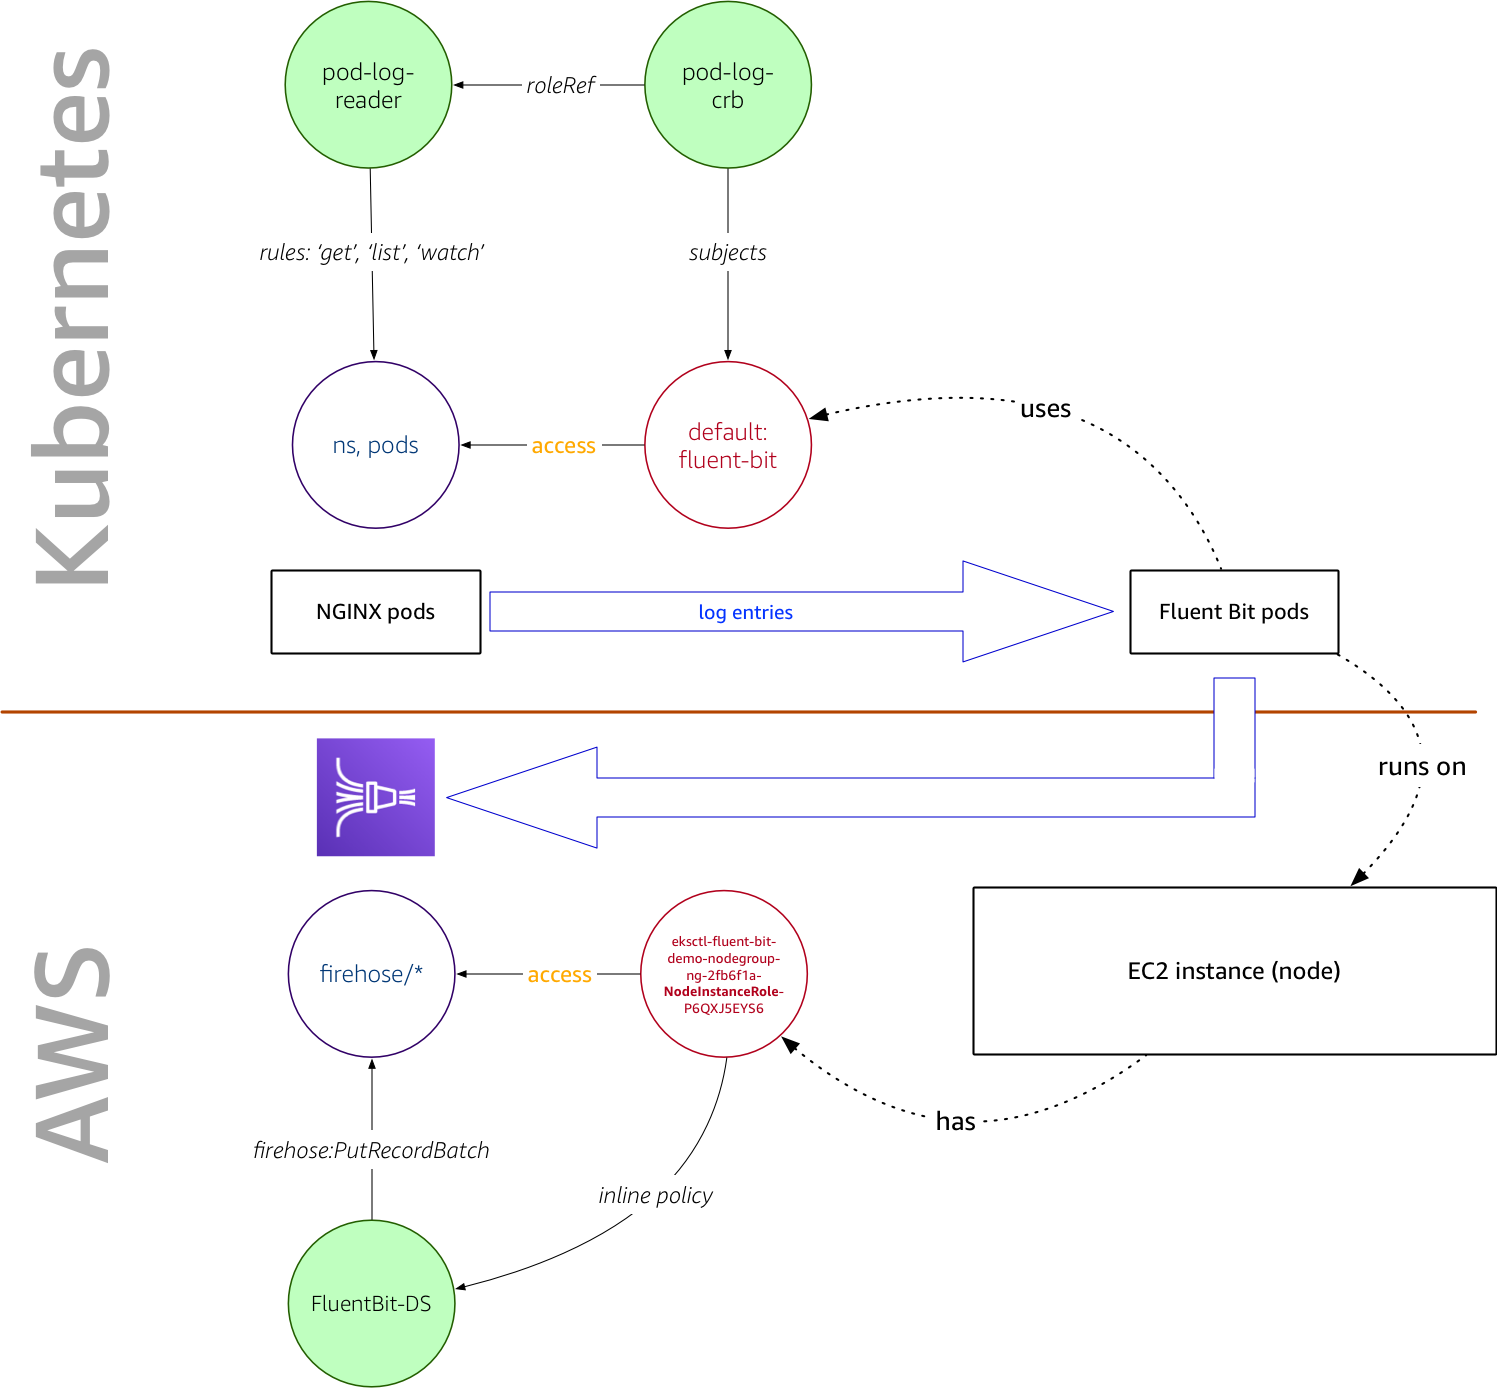 Kubernetes
pod-log-
reader
roleRef
pod-log-
crb
rules: ‘get’, ‘list’, ‘watch’
subjects
ns, pods
access
default:
fluent-bit
uses
NGINX pods
log entries
Fluent Bit pods
runs on
AWS
firehose/*
access
eksctl-fluent-bit-
demo-nodegroup-
ng-2fb6f1a-
NodeInstanceRole-
P6QXJ5EYS6
EC2 instance (node)
has
firehose:PutRecordBatch
inline policy
FluentBit-DS